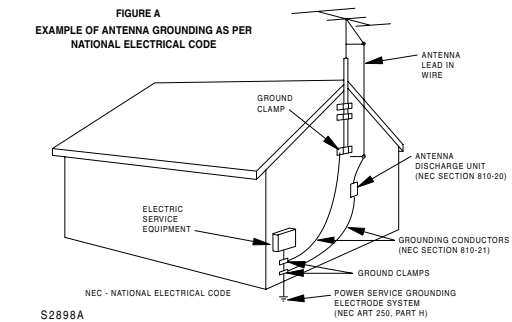 FIGURE A
EXAMPLE OF ANTENNA GROUNDING AS PER
NATIONAL ELECTRICAL CODE
ANTENNA
LEAD IN
WIRE
GROUND
CLAMP
ANTENNA
DISCHARGE UNIT
(NEC SECTION 810-20)
ELECTRIC
SERVICE
EQUIPMENT
GROUNDING CONDUCTORS
(NEC SECTION 810-21)
GROUND CLAMPS
NEC - NATIONAL ELECTRICAL CODE
POWER SERVICE GROUNDING
ELECTRODE SYSTEM
(NEC ART 250, PART H)
S2898A